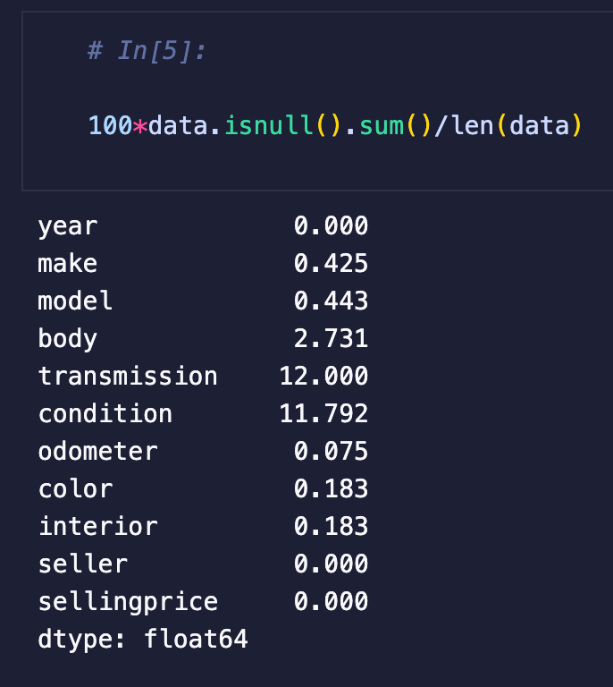 # In[5]:
100*data.isnull().sum()/len(data)
year 0.000
make 0.425
model 0.443
body 2.731
transmission 12.000
condition 11.792
odometer 0.075
color 0.183
interior 0.183
seller 0.000
sellingprice 0.000
dtype: float64